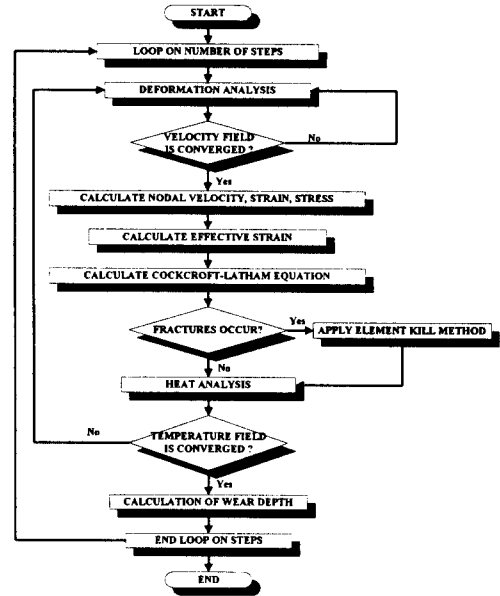 START
LOOP ON NUMBER OF STEPS
DEFORMATION ANALYSIS
VELOCITY FIELD
IS CONVERGED ?
No
Yes
CALCULATE NODAL VELOCITY, STRAIN, STRESS
CALCULATE EFFECTIVE STRAIN
CALCULATE COCKCROFT-LATHAM EQUATION
FRACTURES OCCUR?
Yes
APPLY ELEMENT KILL METHOD
No
HEAT ANALYSIS
No
TEMPERATURE FIELD
IS CONVERGED ?
Yes
CALCULATION OF WEAR DEPTH
END LOOP ON STEPS
END